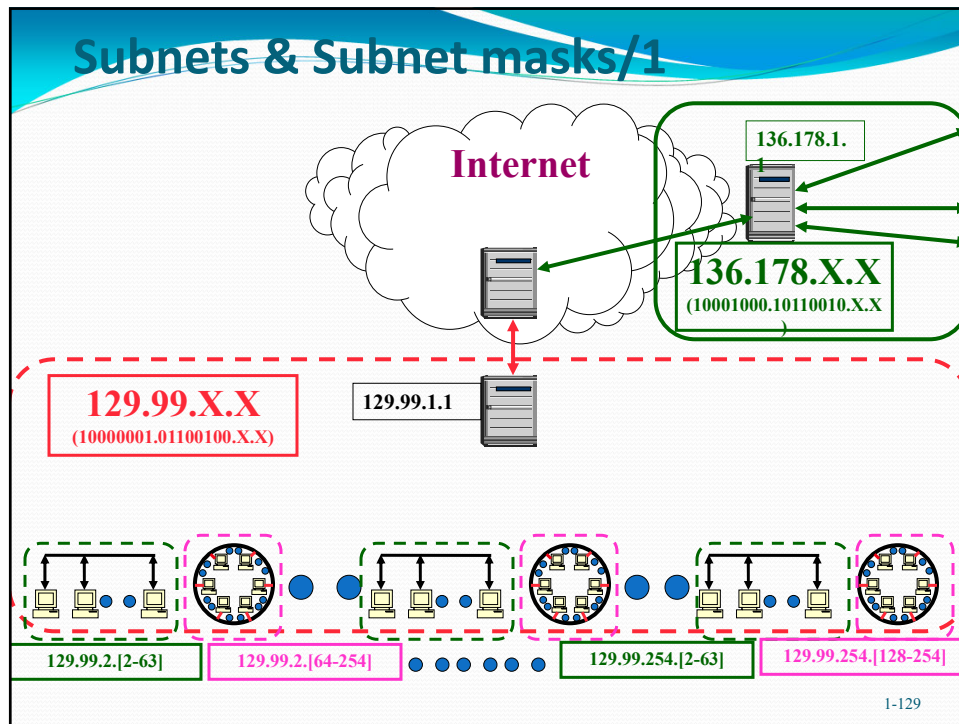 Subnets & Subnet masks/1
Internet
136.178.1.
1
136.178.X.X
(10001000.10110010.X.X
)
129.99.X.X
(10000001.01100100.X.X)
129.99.1.1
129.99.2.[2-63]
129.99.2.[64-254]
129.99.254.[2-63]
129.99.254.[128-254]
1-129